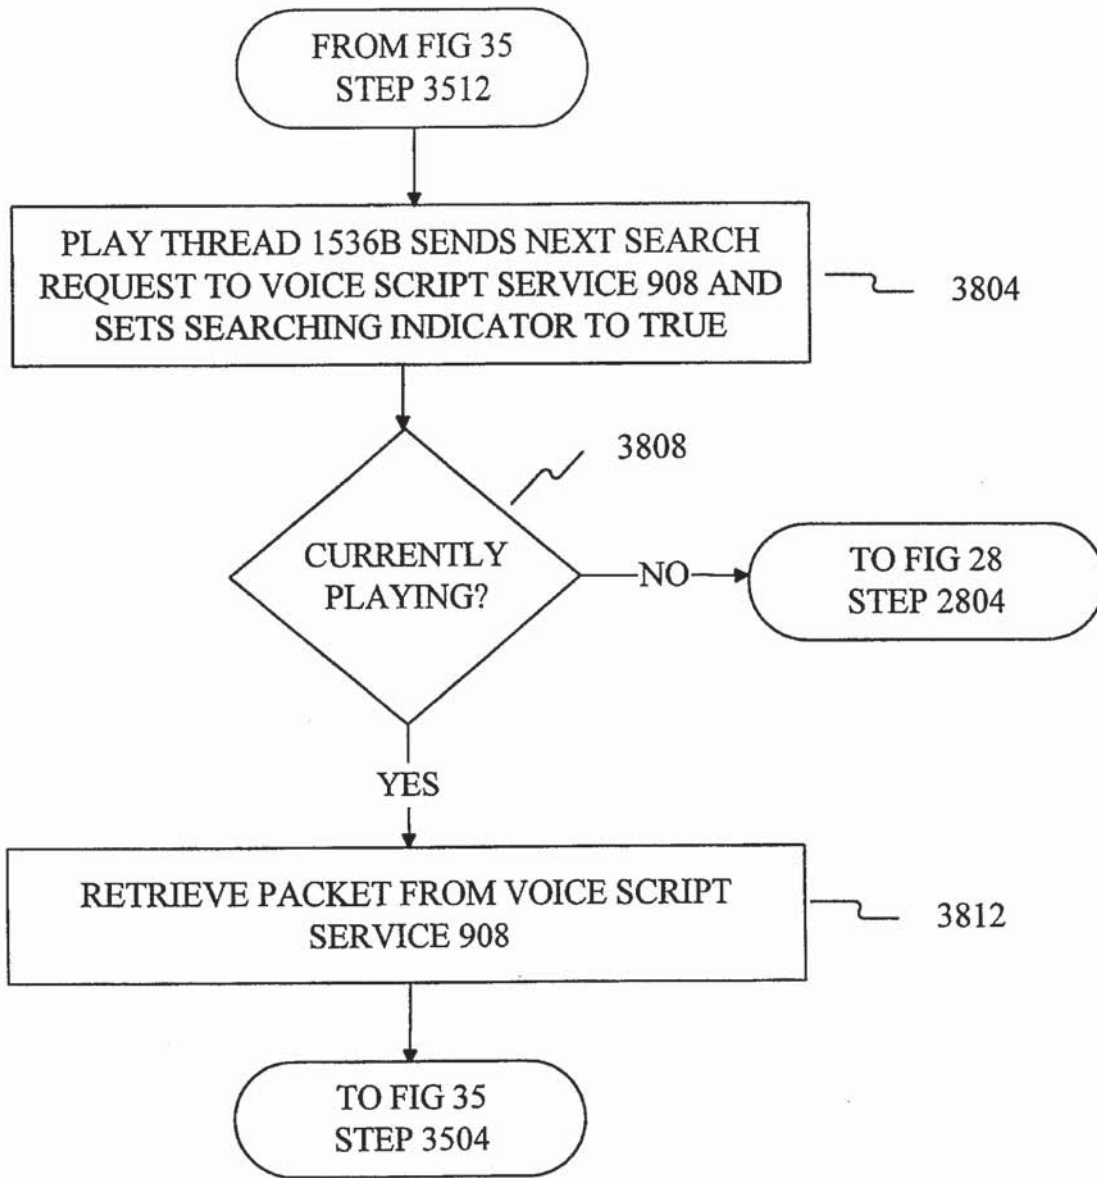 FROM FIG 35
STEP 3512
PLAY THREAD 1536B SENDS NEXT SEARCH
REQUEST TO VOICE SCRIPT SERVICE 908 AND
SETS SEARCHING INDICATOR TO TRUE
3804
3808
CURRENTLY
PLAYING?
NO
TO FIG 28
STEP 2804
YES
RETRIEVE PACKET FROM VOICE SCRIPT
SERVICE 908
3812
TO FIG 35
STEP 3504